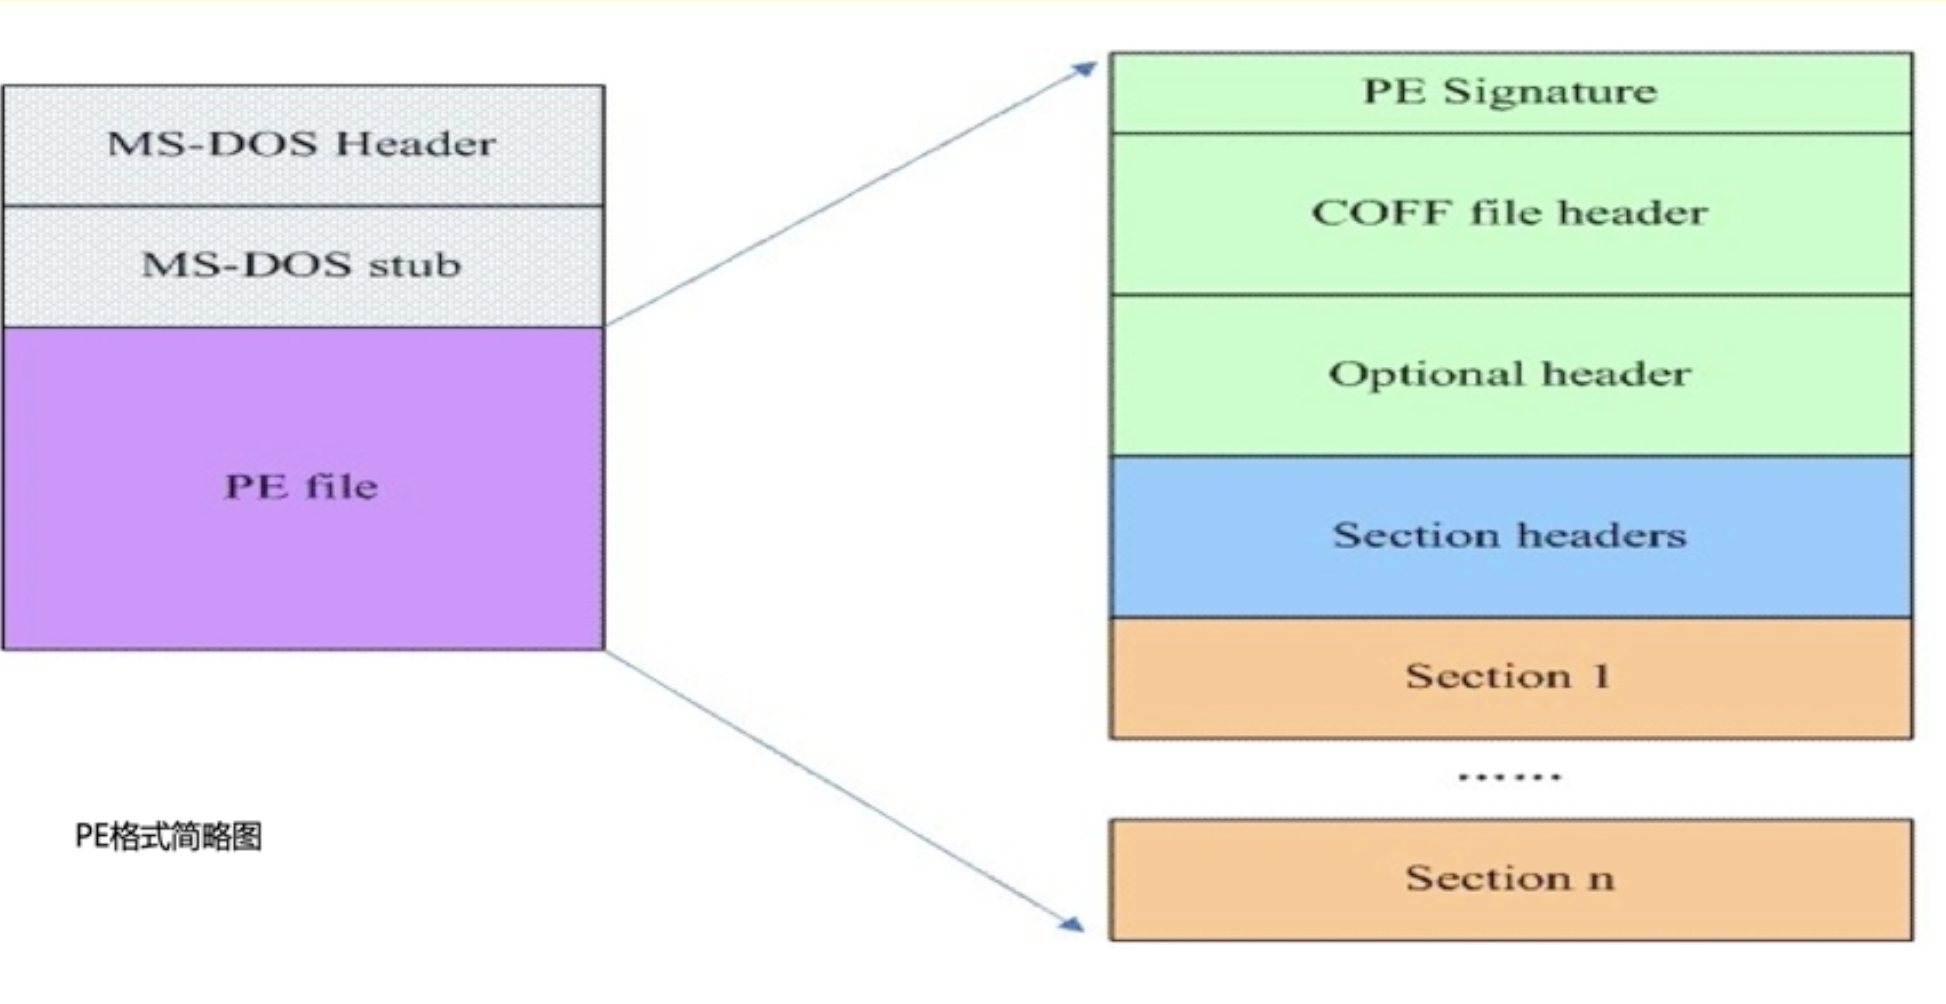 MS-DOS Header
MS-DOS stub
PE file
PE格式简略图
PE Signature
COFF file header
Optional header
Section headers
Section 1
······
Section n